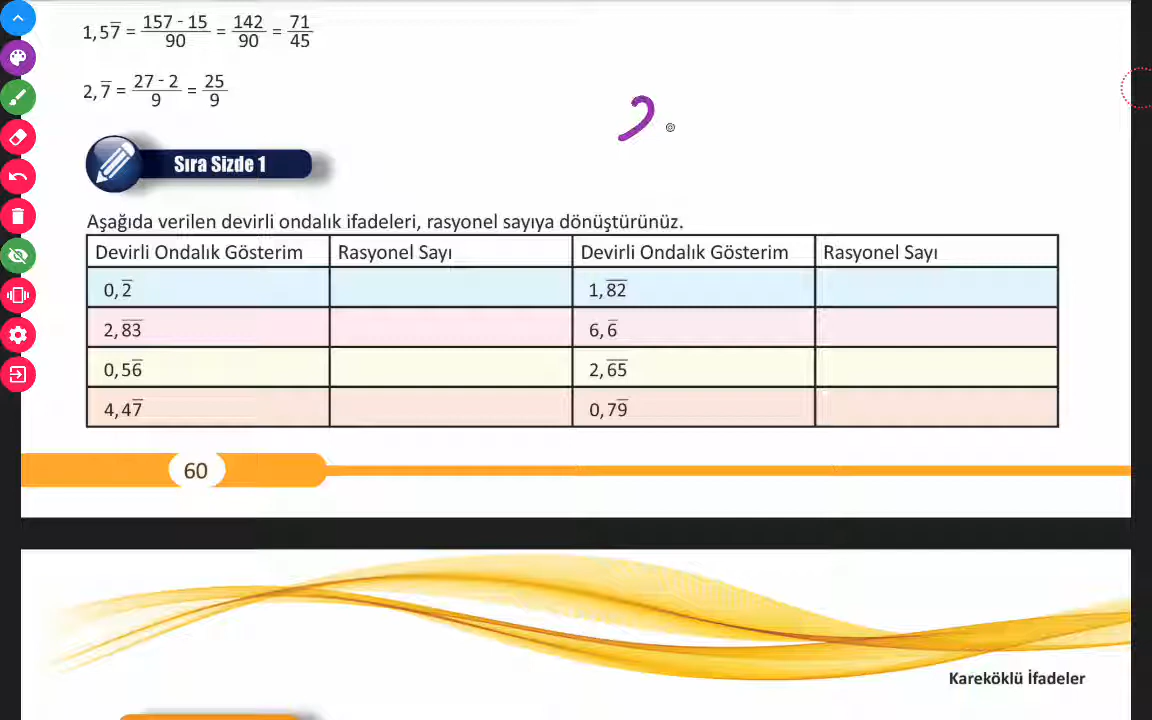 1,57̅ = 157 - 15 / 90 = 142 / 90 = 71 / 45
2,7̅ = 27 - 2 / 9 = 25 / 9
Sıra Sizde 1
Aşağıda verilen devirli ondalık ifadeleri, rasyonel sayıya dönüştürünüz.
Devirli Ondalık Gösterim Rasyonel Sayı Devirli Ondalık Gösterim Rasyonel Sayı
0,2̅ 1,8̅2̅
2,8̅3̅ 6,6̅
0,56̅ 2,6̅5̅
4,47̅ 0,79̅
60
Kareköklü İfadeler